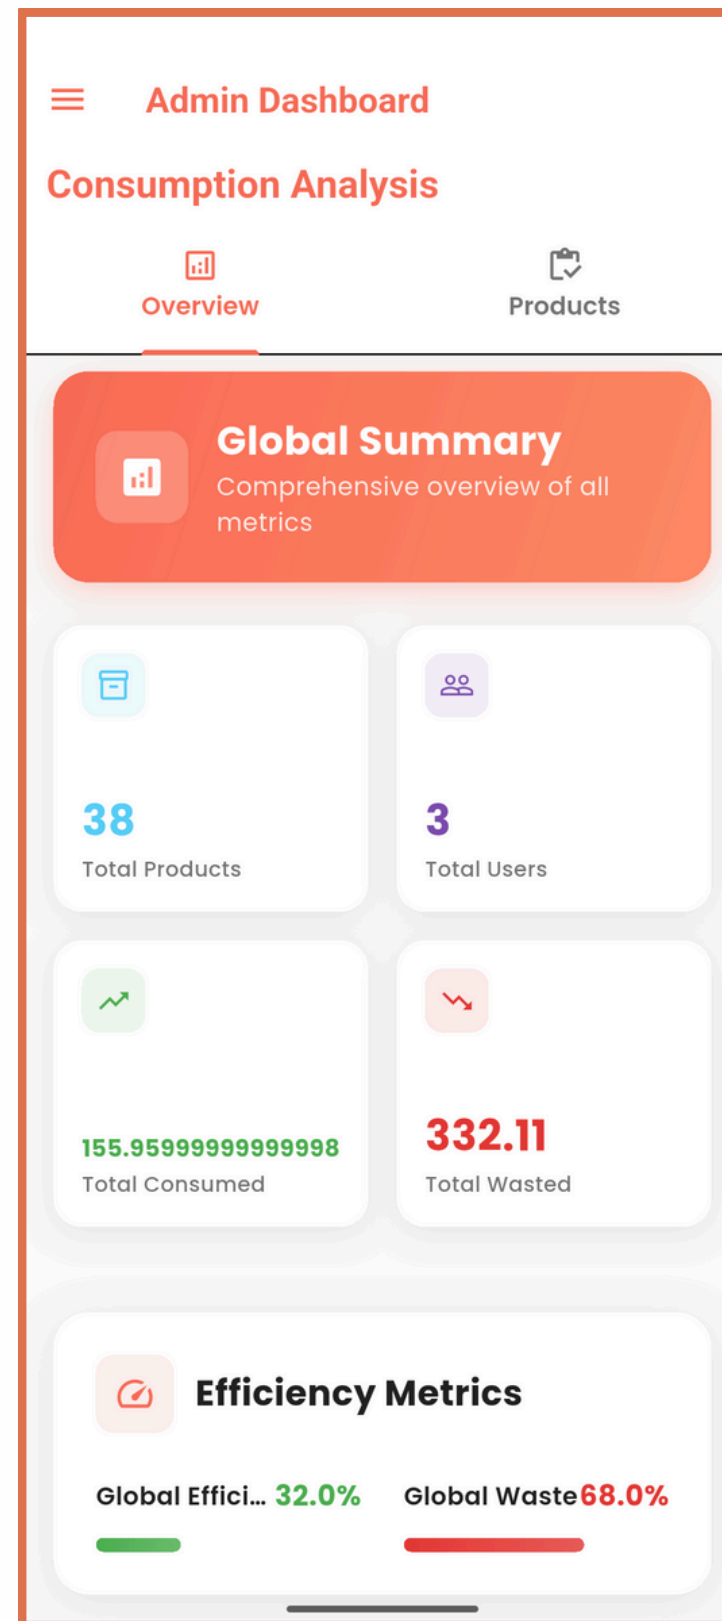 Admin Dashboard
Consumption Analysis
Overview
Products
Global Summary
Comprehensive overview of all
metrics
38
Total Products
3
Total Users
155.95999999999998
Total Consumed
332.11
Total Wasted
Efficiency Metrics
Global Effici... 32.0%
Global Waste 68.0%